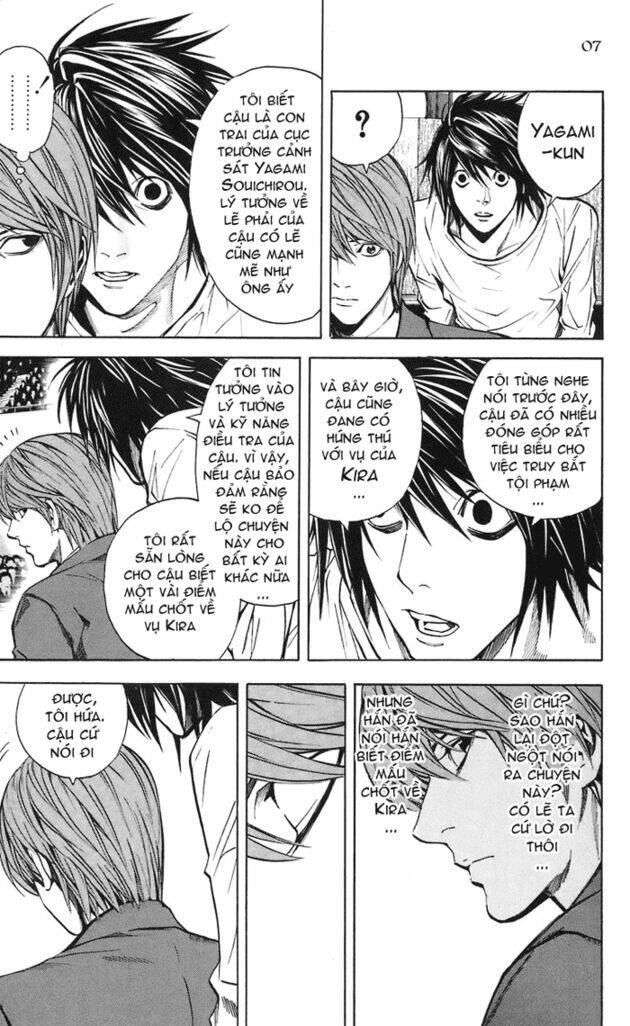 07
YAGAMI
-KUN
?
TÔI BIẾT
CẬU LÀ CON
TRAI CỦA CỤC
TRƯỞNG CẢNH
SÁT YAGAMI
SOUICHIROU.
LÝ TƯỞNG VỀ
LẼ PHẢI CỦA
CẬU CÓ LẼ
CŨNG MẠNH
MẼ NHƯ
ÔNG ẤY
.........!
TÔI TỪNG NGHE
NÓI TRƯỚC ĐÂY,
CẬU ĐÃ CÓ NHIỀU
ĐÓNG GÓP RẤT
TIÊU BIỂU CHO
VIỆC TRUY BẮT
TỘI PHẠM
VÀ BÂY GIỜ,
CẬU CŨNG
ĐANG CÓ
HỨNG THÚ
VỚI VỤ CỦA
KIRA
...
TÔI TIN
TƯỞNG VÀO
LÝ TƯỞNG
VÀ KỸ NĂNG
ĐIỀU TRA CỦA
CẬU. VÌ VẬY,
NẾU CẬU BẢO
ĐẢM RẰNG
SẼ KO ĐỂ
LỘ CHUYỆN
NÀY CHO
BẤT KỲ AI
KHÁC NỮA
...
TÔI RẤT
SẴN LÒNG
CHO CẬU BIẾT
MỘT VÀI ĐIỂM
MẤU CHỐT VỀ
VỤ KIRA
GÌ CHỨ?
SAO HẮN
LẠI ĐỘT
NGỘT NÓI
RA CHUYỆN
NÀY?
CÓ LẼ TA
CỨ LỜ ĐI
THÔI
...
NHƯNG
HẮN ĐÃ
NÓI HẮN
BIẾT ĐIỂM
MẤU
CHỐT VỀ
KIRA
...
ĐƯỢC,
TÔI HỨA.
CẬU CỨ
NÓI ĐI